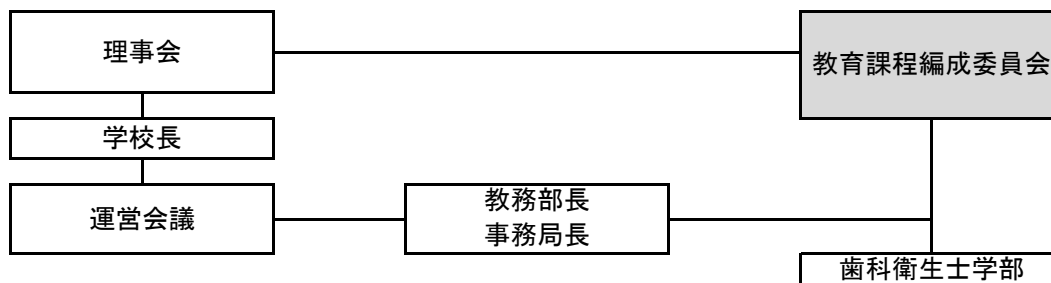 理事会
教育課程編成委員会
学校長
運営会議
教務部長
事務局長
歯科衛生士学部